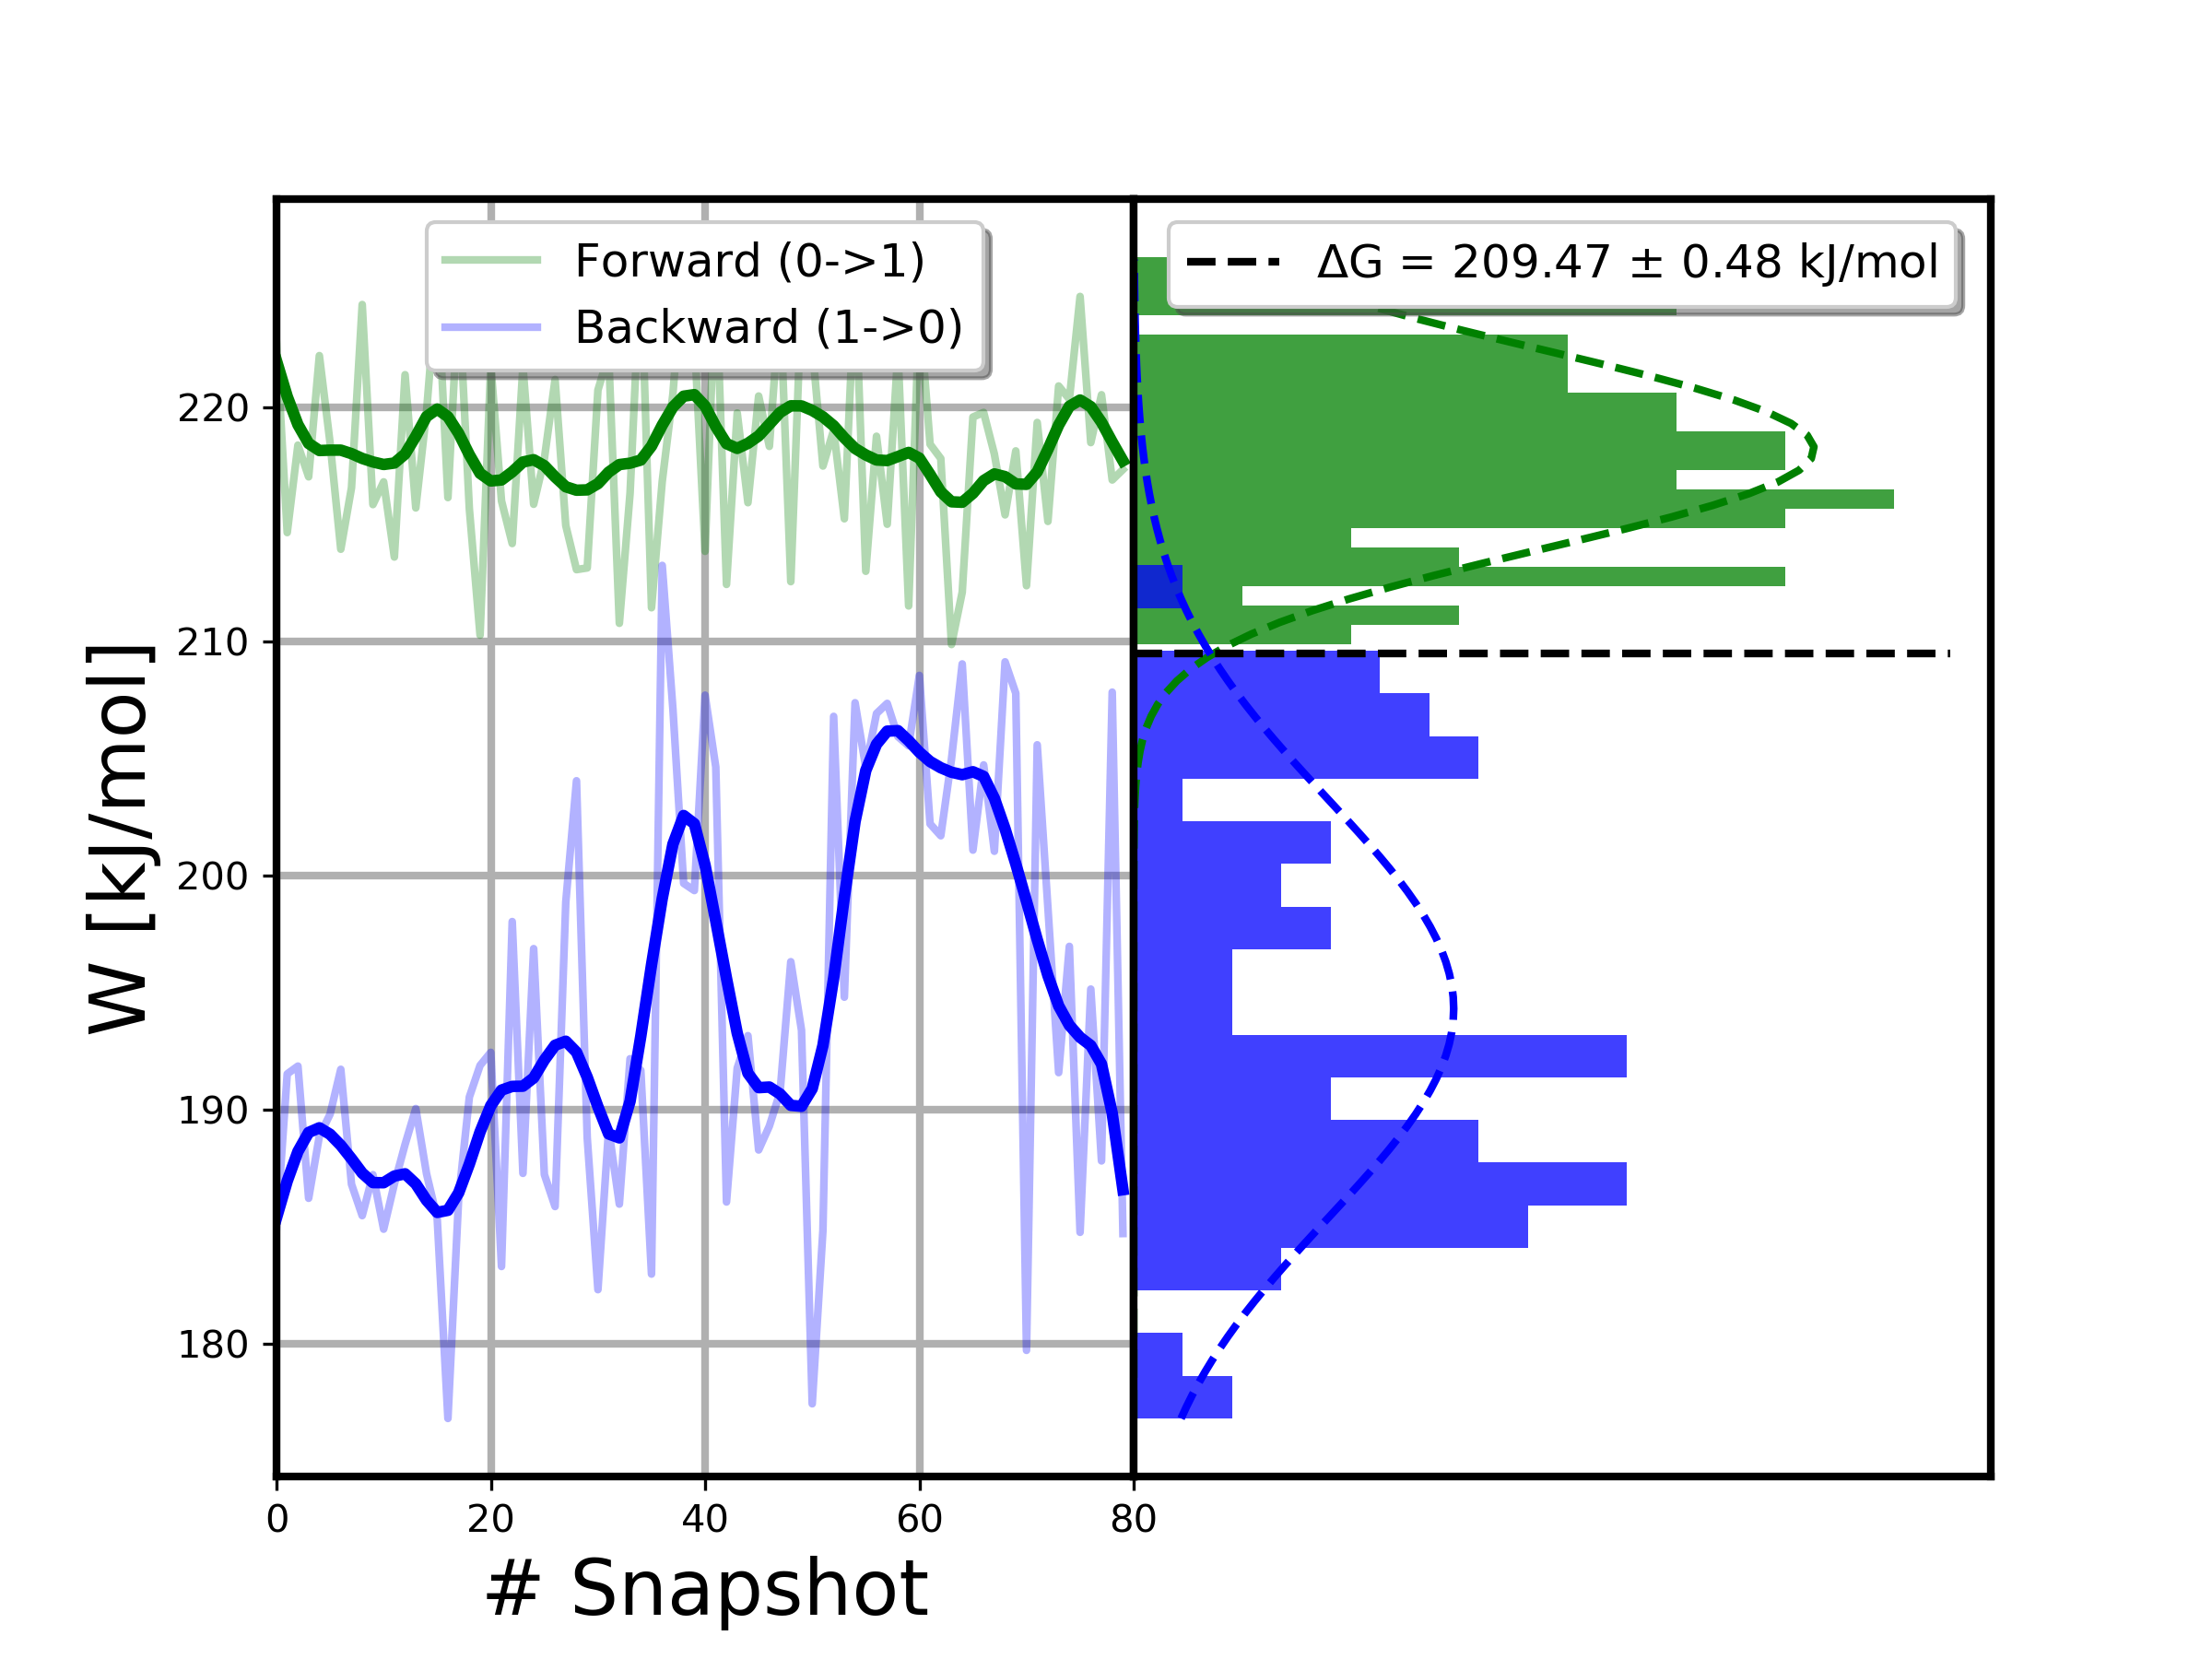 Forward (0->1)
Backward (1->0)
ΔG = 209.47 ± 0.48 kJ/mol
W [kJ/mol]
220
210
200
190
180
0 20 40 60 80
# Snapshot